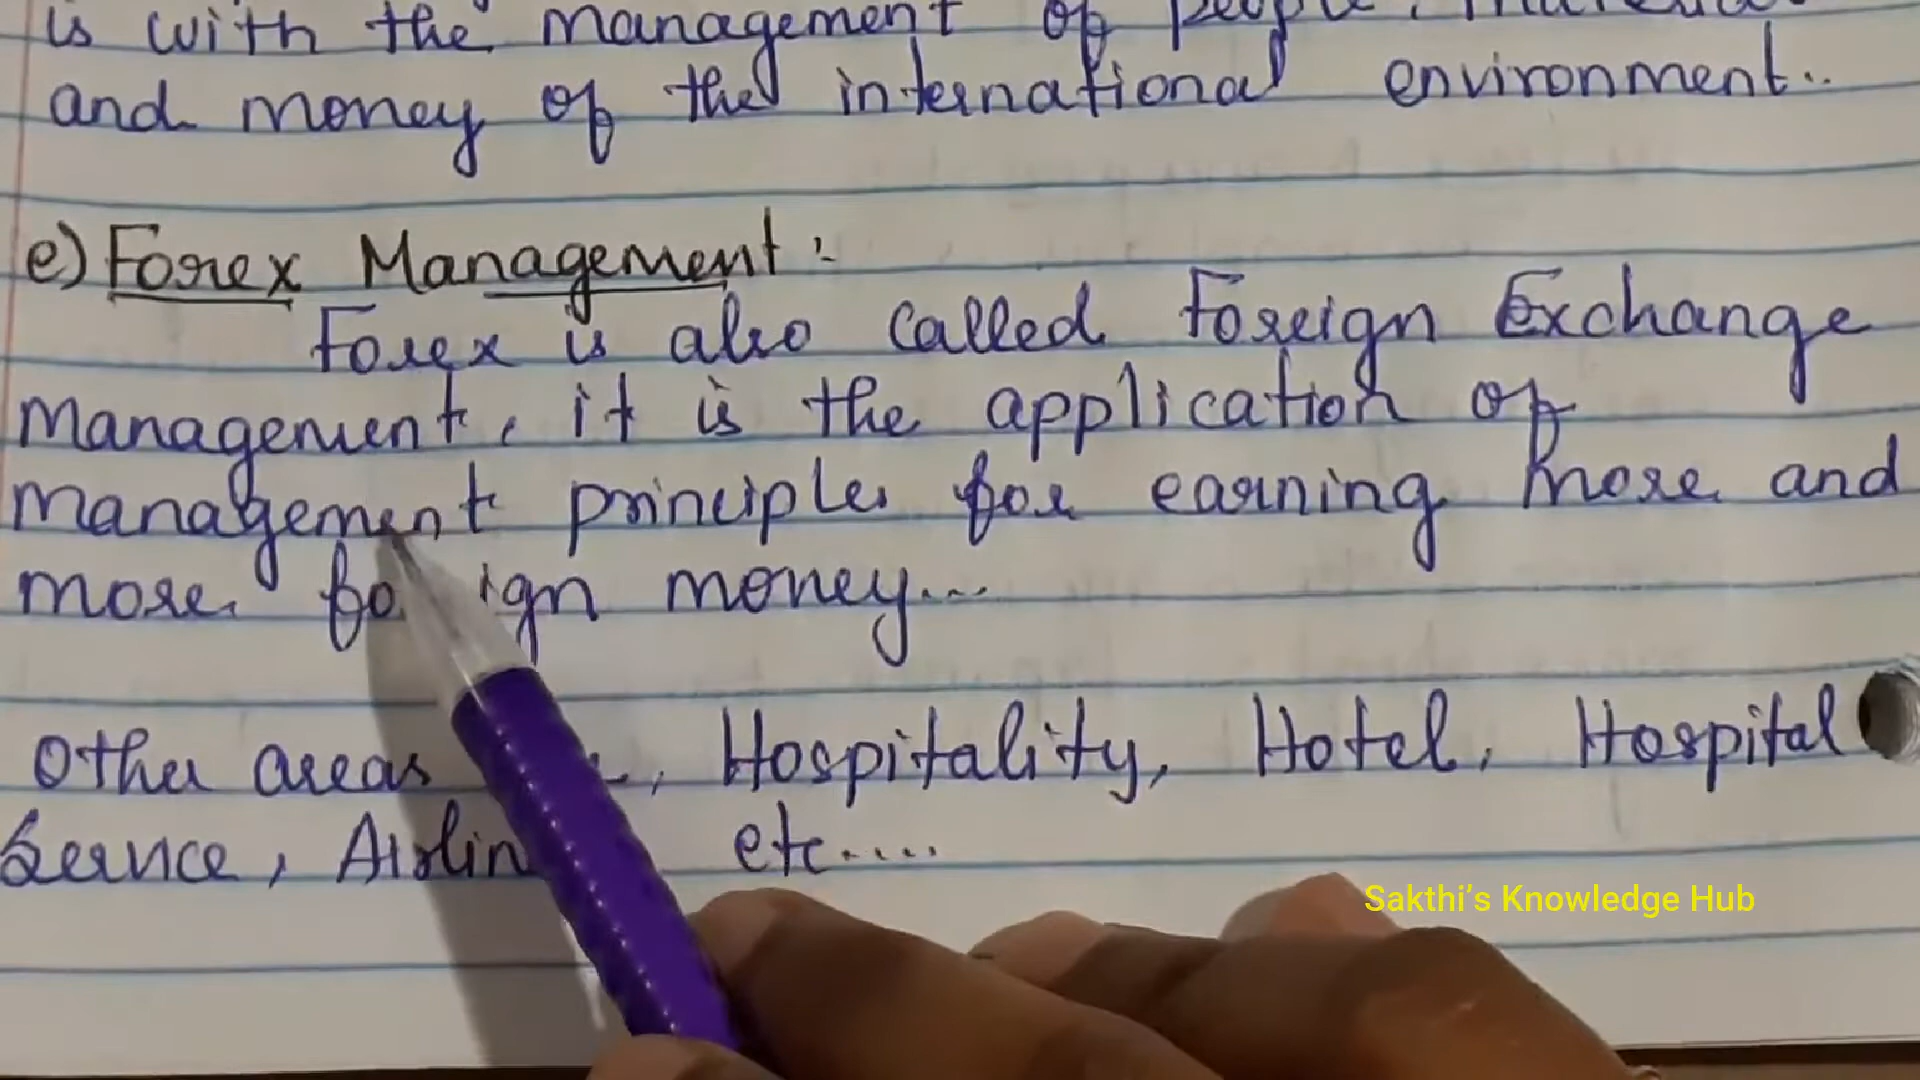 is with the management of people, material
and money of the international environment..
e) Forex Management:
Forex is also called Foreign Exchange
Management, it is the application of
management principles for earning more and
more foreign money...
Other areas, Hospitality, Hotel, Hospital
Service, Airlin etc....
Sakthi's Knowledge Hub